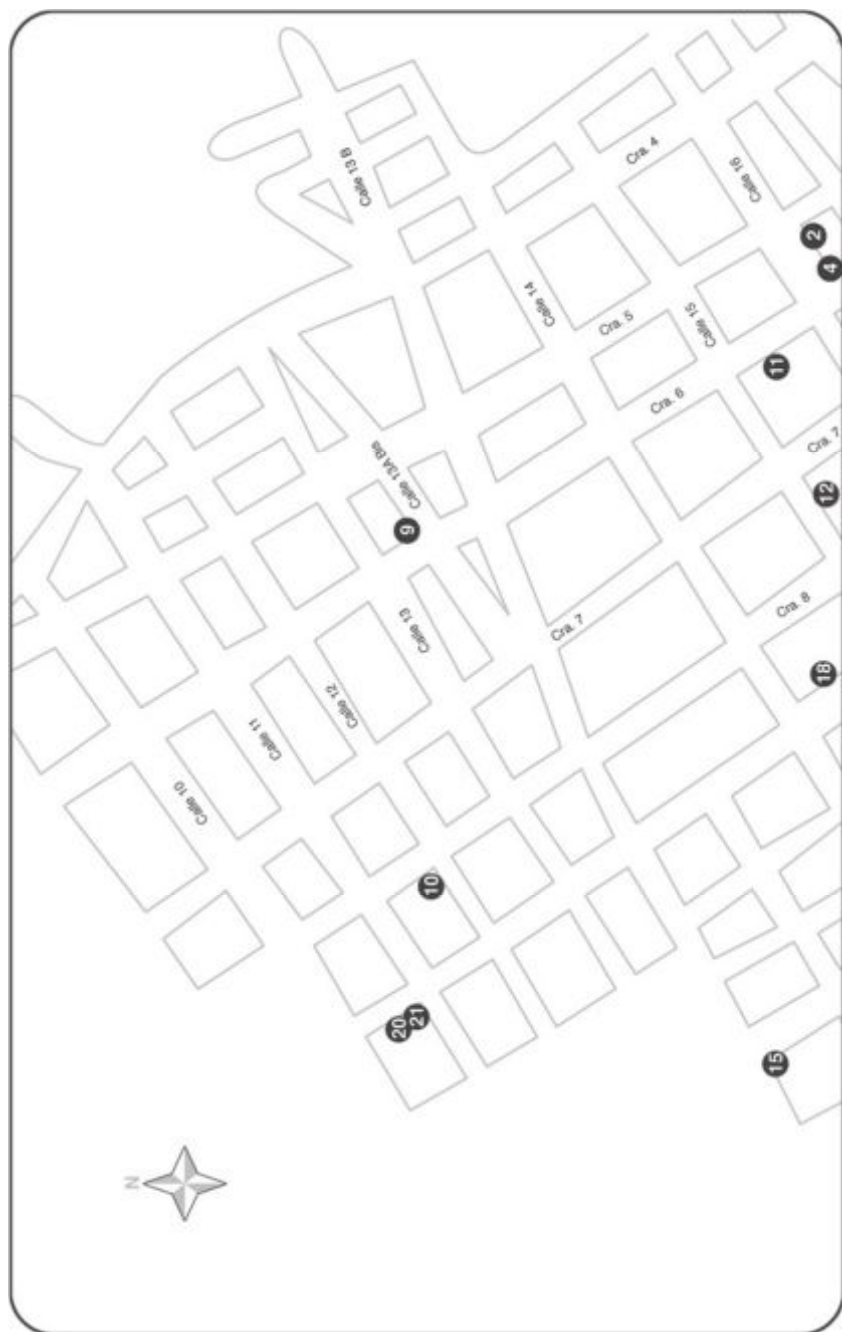 Calle 13 B
Cra. 4
Calle 16
2
4
Calle 14
Cra. 5
Calle 15
11
Cra. 6
Cra. 7
Calle 13A Bis
9
12
Cra. 8
Calle 13
Cra. 7
18
Calle 12
Calle 11
Calle 10
10
20
21
15
N